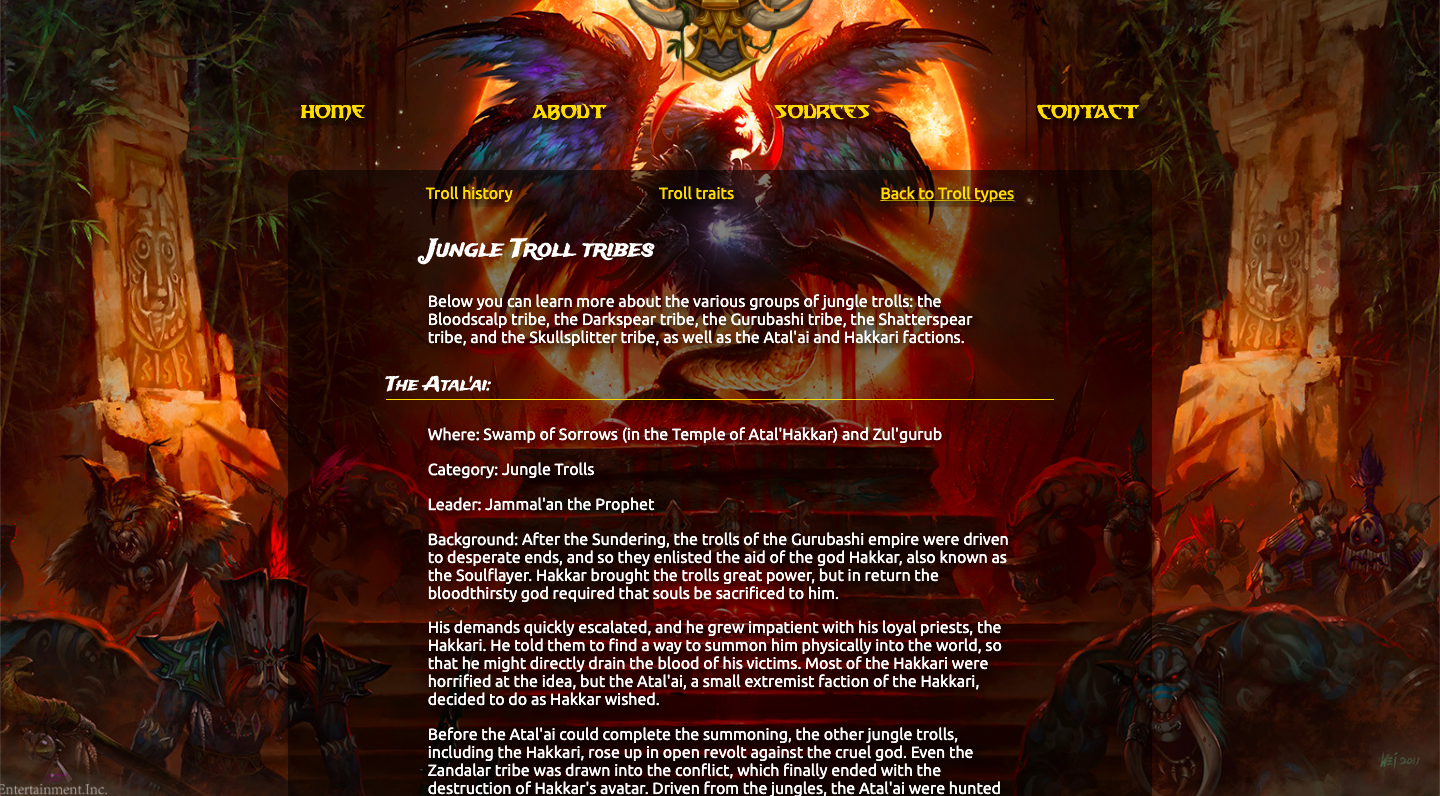 HOME ABOUT SOURCES CONTACT
Troll history Troll traits Back to Troll types
Jungle Troll tribes
Below you can learn more about the various groups of jungle trolls: the
Bloodscalp tribe, the Darkspear tribe, the Gurubashi tribe, the Shatterspear
tribe, and the Skullsplitter tribe, as well as the Atal'ai and Hakkari factions.
The Atal'ai:
Where: Swamp of Sorrows (in the Temple of Atal'Hakkar) and Zul'gurub
Category: Jungle Trolls
Leader: Jammal'an the Prophet
Background: After the Sundering, the trolls of the Gurubashi empire were driven
to desperate ends, and so they enlisted the aid of the god Hakkar, also known as
the Soulflayer. Hakkar brought the trolls great power, but in return the
bloodthirsty god required that souls be sacrificed to him.
His demands quickly escalated, and he grew impatient with his loyal priests, the
Hakkari. He told them to find a way to summon him physically into the world, so
that he might directly drain the blood of his victims. Most of the Hakkari were
horrified at the idea, but the Atal'ai, a small extremist faction of the Hakkari,
decided to do as Hakkar wished.
Before the Atal'ai could complete the summoning, the other jungle trolls,
including the Hakkari, rose up in open revolt against the cruel god. Even the
Zandalar tribe was drawn into the conflict, which finally ended with the
destruction of Hakkar's avatar. Driven from the jungles, the Atal'ai were hunted
Entertainment.Inc.
2011